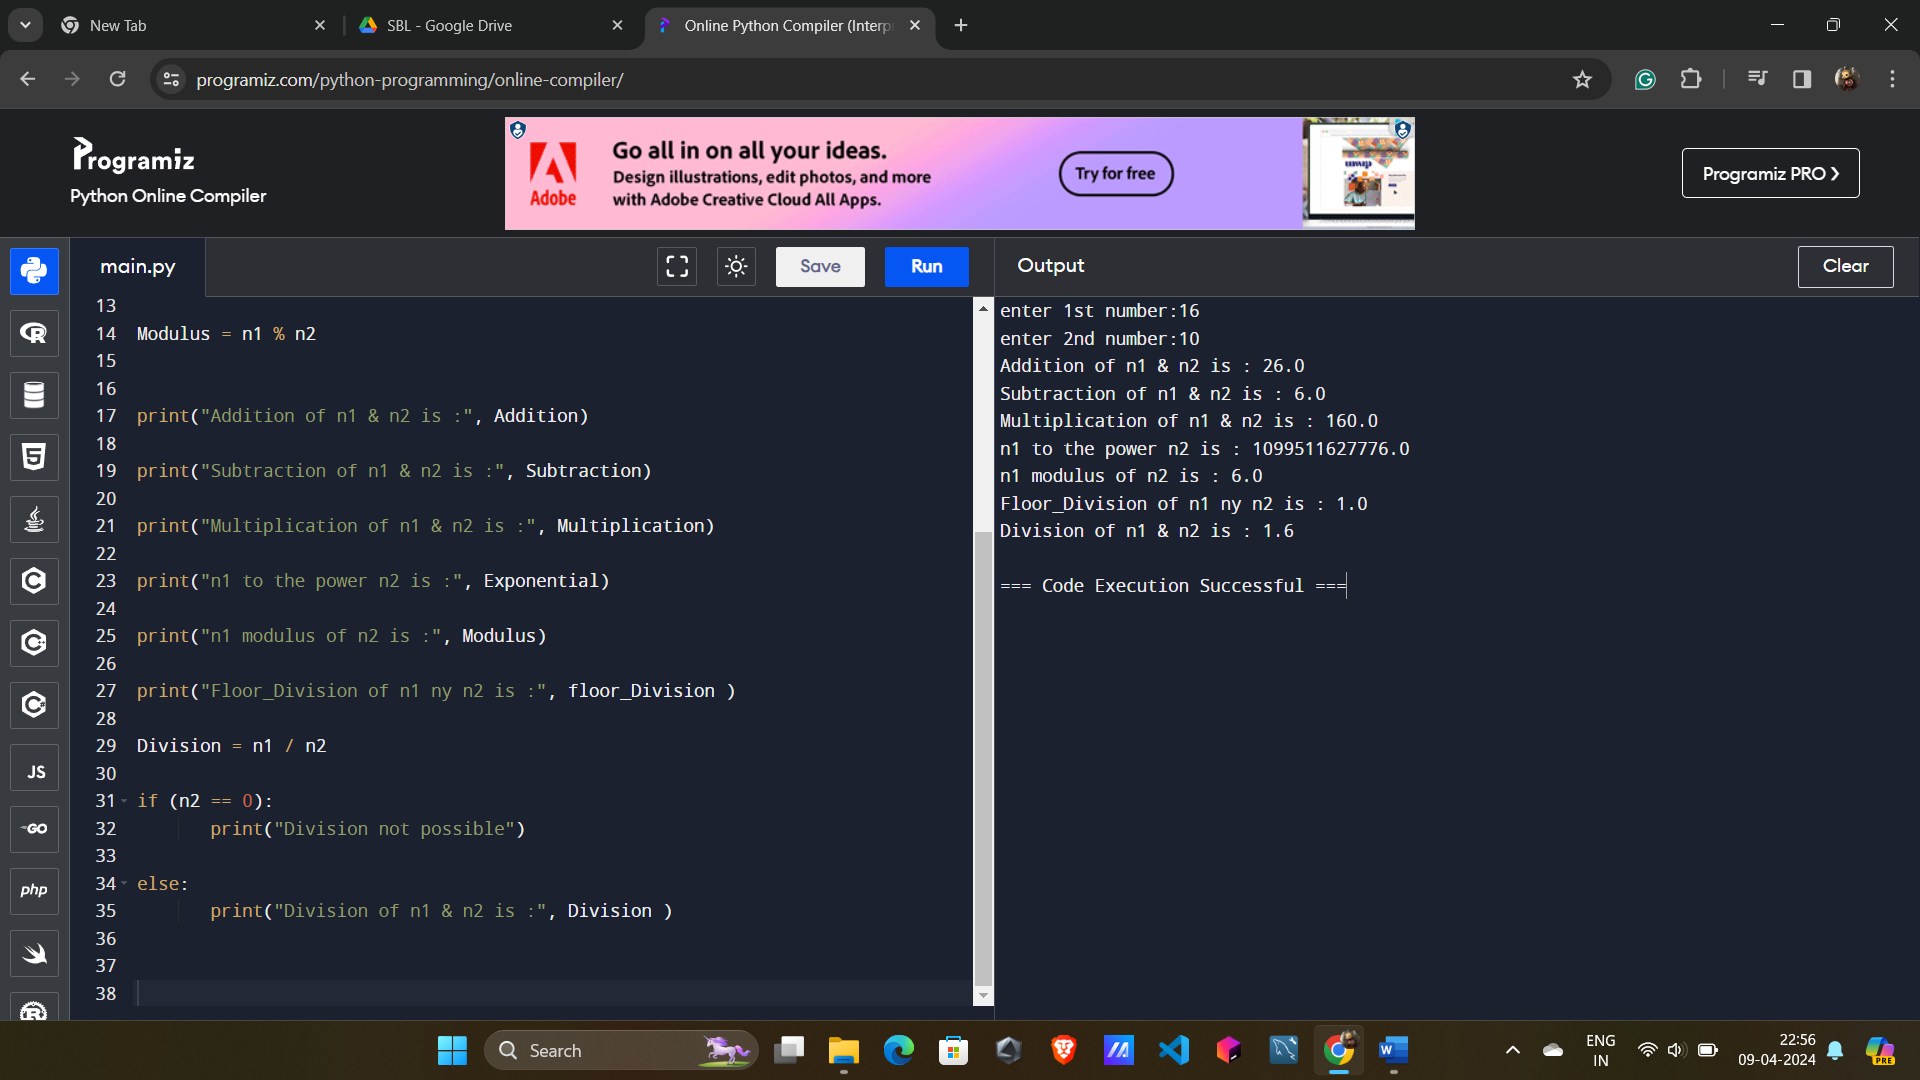 New Tab
SBL - Google Drive
Online Python Compiler (Interp
programiz.com/python-programming/online-compiler/
Programiz
Python Online Compiler
Adobe
Go all in on all your ideas.
Design illustrations, edit photos, and more
with Adobe Creative Cloud All Apps.
Try for free
Programiz PRO ❯
main.py
Save
Run
Output
Clear
13
14 Modulus = n1 % n2
15
16
17 print("Addition of n1 & n2 is :", Addition)
18
19 print("Subtraction of n1 & n2 is :", Subtraction)
20
21 print("Multiplication of n1 & n2 is :", Multiplication)
22
23 print("n1 to the power n2 is :", Exponential)
24
25 print("n1 modulus of n2 is :", Modulus)
26
27 print("Floor_Division of n1 ny n2 is :", floor_Division )
28
29 Division = n1 / n2
30
31 if (n2 == 0):
32 print("Division not possible")
33
34 else:
35 print("Division of n1 & n2 is :", Division )
36
37
38
enter 1st number:16
enter 2nd number:10
Addition of n1 & n2 is : 26.0
Subtraction of n1 & n2 is : 6.0
Multiplication of n1 & n2 is : 160.0
n1 to the power n2 is : 1099511627776.0
n1 modulus of n2 is : 6.0
Floor_Division of n1 ny n2 is : 1.0
Division of n1 & n2 is : 1.6
=== Code Execution Successful ===
JS
GO
php
Search
ENG
IN
22:56
09-04-2024
PRE